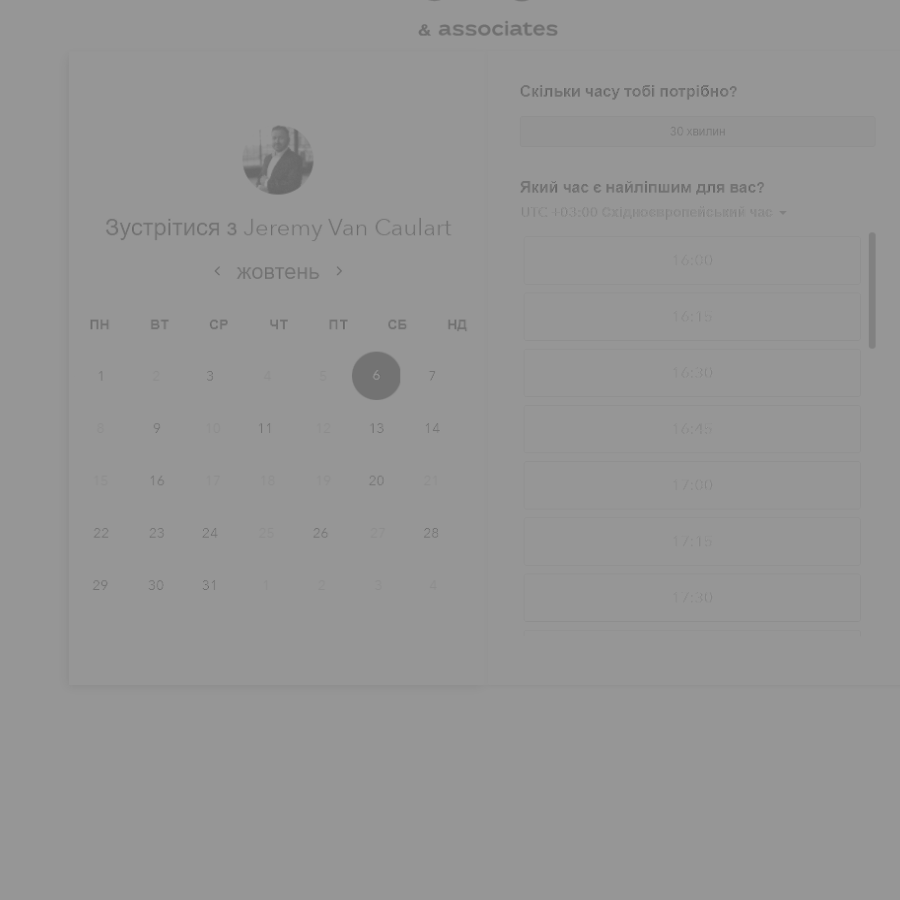 & associates
Зустрітися з Jeremy Van Caulart
жовтень
ПН ВТ СР ЧТ ПТ СБ НД
1 2 3 4 5 6 7
8 9 10 11 12 13 14
15 16 17 18 19 20 21
22 23 24 25 26 27 28
29 30 31 1 2 3 4
Скільки часу тобі потрібно?
30 хвилин
Який час є найліпшим для вас?
UTC +03:00 Східноєвропейський час
16:00
16:15
16:30
16:45
17:00
17:15
17:30